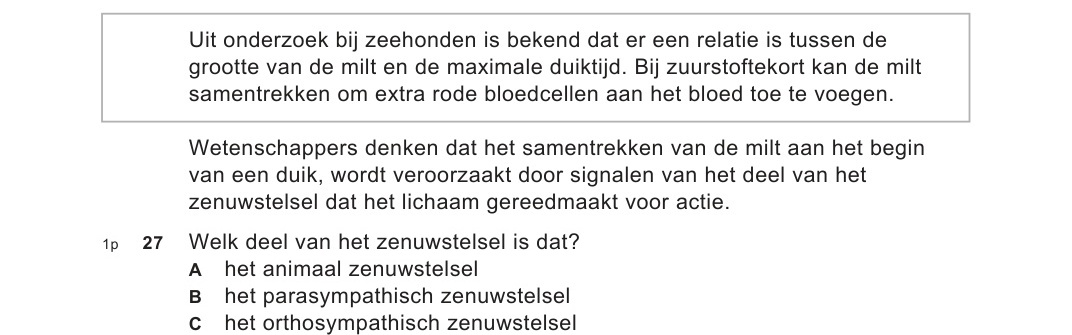 Uit onderzoek bij zeehonden is bekend dat er een relatie is tussen de
grootte van de milt en de maximale duiktijd. Bij zuurstoftekort kan de milt
samentrekken om extra rode bloedcellen aan het bloed toe te voegen.
Wetenschappers denken dat het samentrekken van de milt aan het begin
van een duik, wordt veroorzaakt door signalen van het deel van het
zenuwstelsel dat het lichaam gereedmaakt voor actie.
1p 27 Welk deel van het zenuwstelsel is dat?
A het animaal zenuwstelsel
B het parasympathisch zenuwstelsel
C het orthosympathisch zenuwstelsel